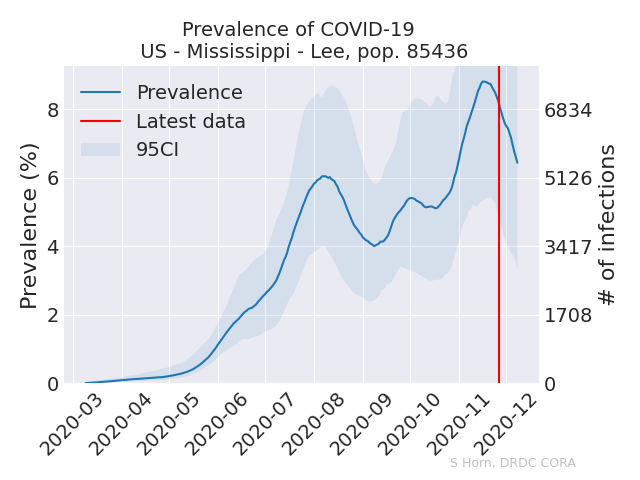 Prevalence of COVID-19
US - Mississippi - Lee, pop. 85436
Prevalence
Latest data
95CI
Prevalence (%)
8
6
4
2
0
6834
5126
3417
1708
0
# of infections
2020-03
2020-04
2020-05
2020-06
2020-07
2020-08
2020-09
2020-10
2020-11
2020-12
S Horn, DRDC CORA